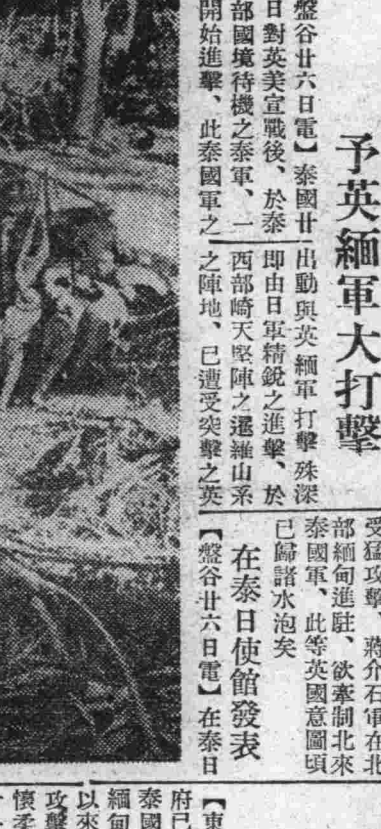 予英緬軍大打擊
盤谷廿六日電】泰國廿
日對英美宣戰後、於泰
部國境待機之泰軍、一
開始進擊、此泰國軍之
出動與英緬軍打擊殊深
即由日軍精銳之進擊、於
西部崎天堅陣之暹羅山系
之陣地、已遭受突擊之英
受猛攻擊、蔣介石軍在北
部緬甸進駐、欲牽制北來
泰國軍、此等英國意圖頃
已歸諸水泡矣
在泰日使館發表
【盤谷廿六日電】在泰日
【東
府已
泰國
緬甸
以來
攻擊
懷柔